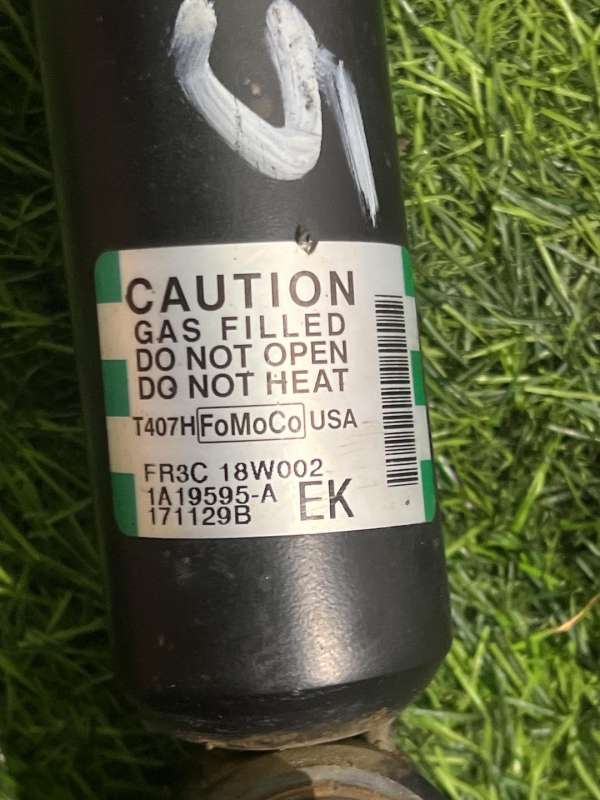 CAUTION
GAS FILLED
DO NOT OPEN
DO NOT HEAT
T407H FoMoCo USA
FR3C 18W002
1A19595-A EK
171129B